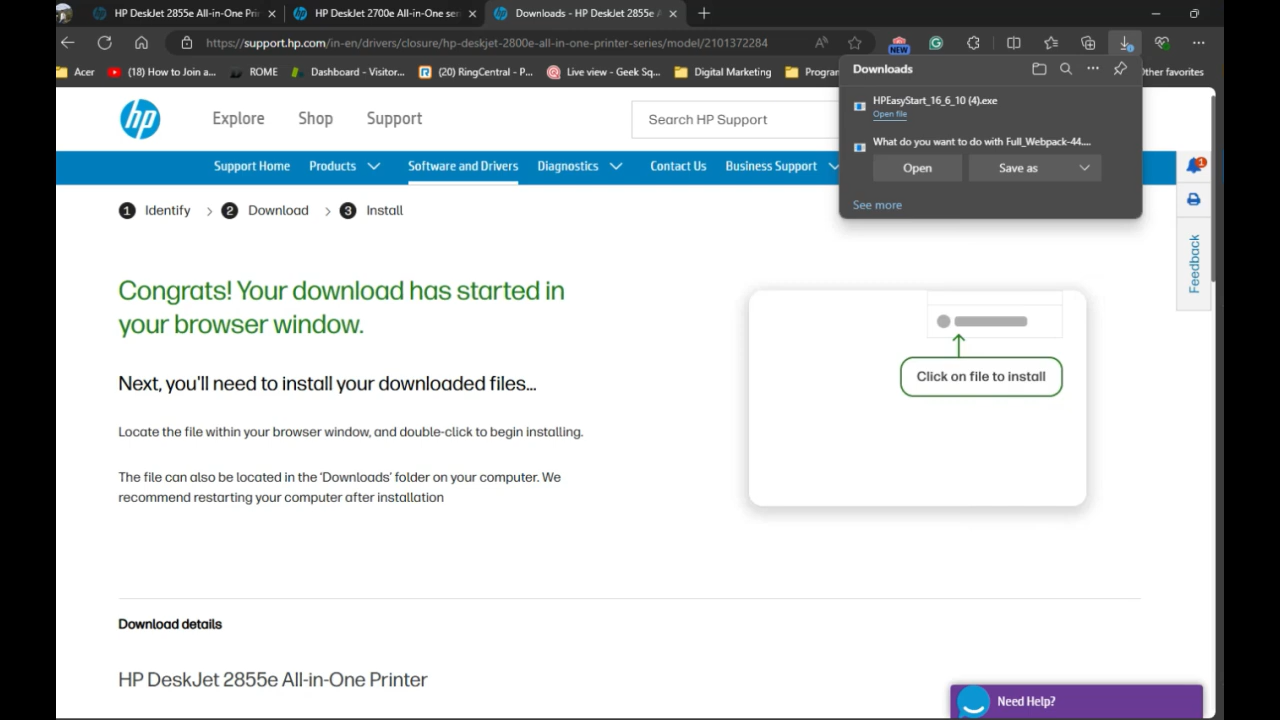 HP DeskJet 2855e All-in-One Pri
HP DeskJet 2700e All-in-One se
Downloads - HP DeskJet 2855e A
https://support.hp.com/in-en/drivers/closure/hp-deskjet-2800e-all-in-one-printer-series/model/2101372284
NEW
Acer
(18) How to Join a...
ROME
Dashboard - Visitor...
(20) RingCentral - P...
Live view - Geek Sq...
Digital Marketing
Progran
Other favorites
Downloads
HPEasyStart_16_6_10 (4).exe
Open file
What do you want to do with Full_Webpack-44....
Open
Save as
See more
hp
Explore
Shop
Support
Search HP Support
Support Home
Products
Software and Drivers
Diagnostics
Contact Us
Business Support
1
1 Identify
2 Download
3 Install
Feedback
Congrats! Your download has started in
your browser window.
Click on file to install
Next, you'll need to install your downloaded files...
Locate the file within your browser window, and double-click to begin installing.
The file can also be located in the 'Downloads' folder on your computer. We
recommend restarting your computer after installation
Download details
HP DeskJet 2855e All-in-One Printer
Need Help?